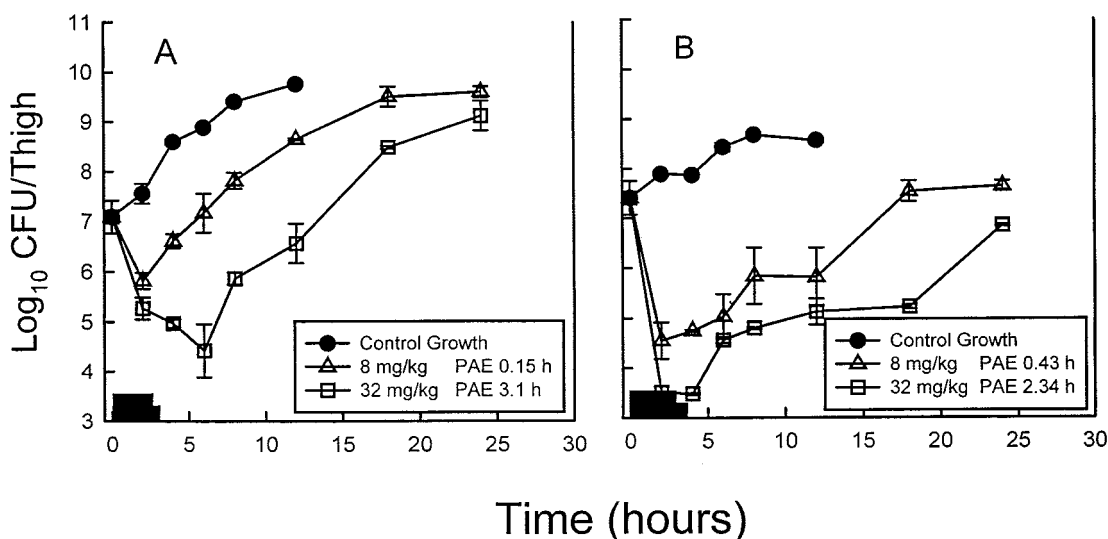 A
B
Log10 CFU/Thigh
11
10
9
8
7
6
5
4
3
Control Growth
8 mg/kg PAE 0.15 h
32 mg/kg PAE 3.1 h
0 5 10 15 20 25 30
Control Growth
8 mg/kg PAE 0.43 h
32 mg/kg PAE 2.34 h
0 5 10 15 20 25 30
Time (hours)